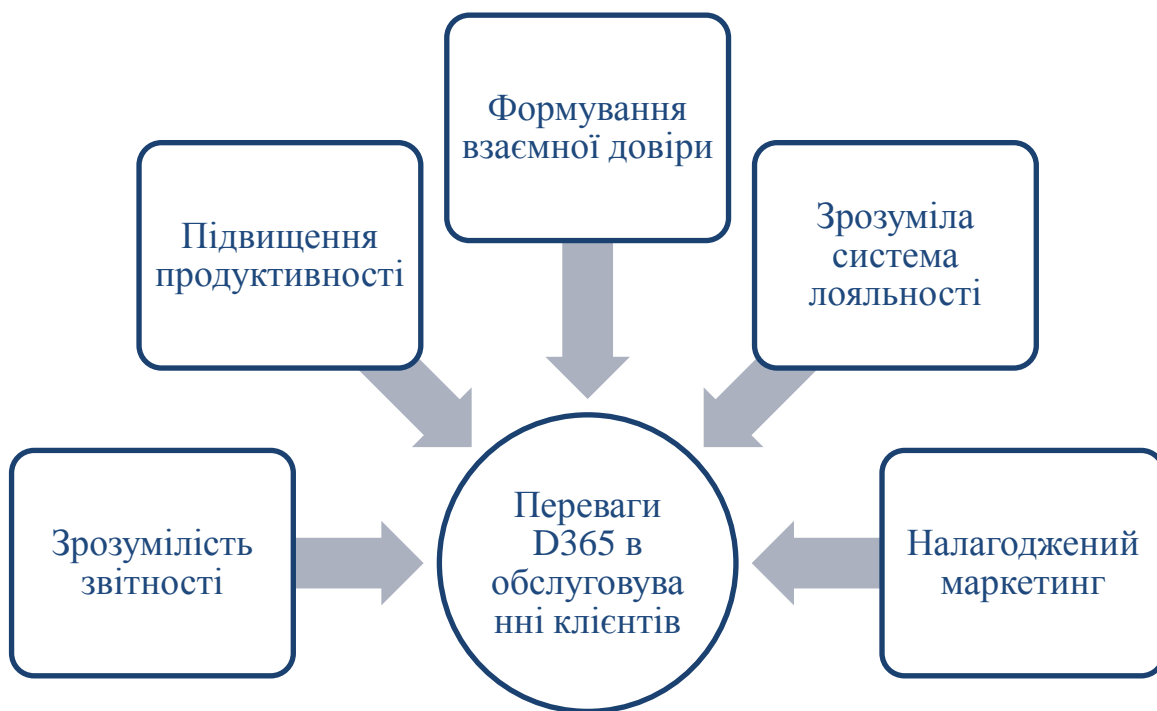 Формування
взаємної довіри
Підвищення
продуктивності
Зрозуміла
система
лояльності
Зрозумілість
звітності
Переваги
D365 в
обслуговува
нні клієнтів
Налагоджений
маркетинг